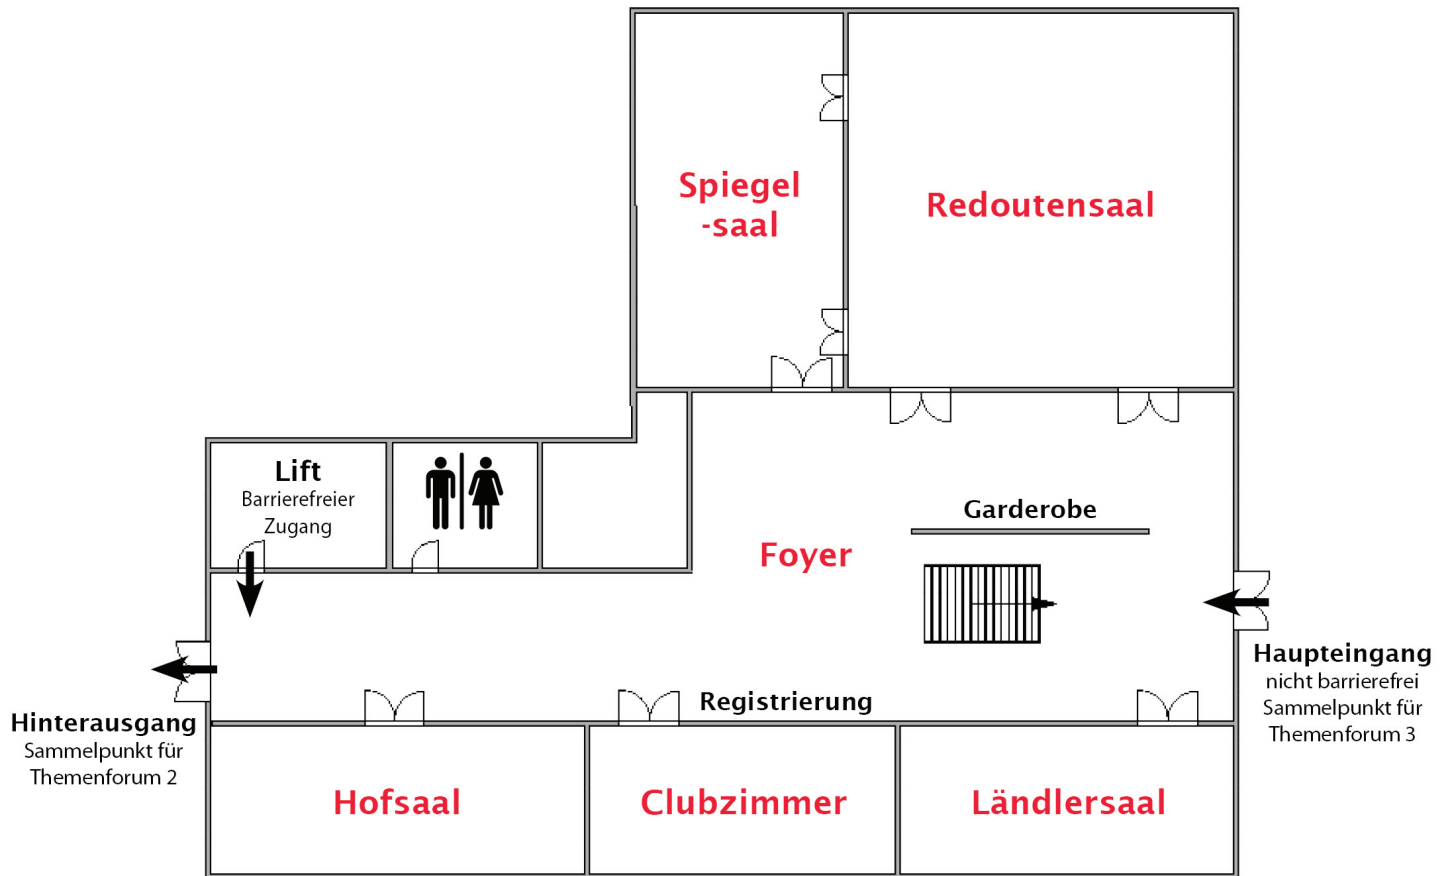 Spiegel
-saal
Redoutensaal
Lift
Barrierefreier
Zugang
Garderobe
Foyer
Haupteingang
nicht barrierefrei
Sammelpunkt für
Themenforum 3
Registrierung
Hinterausgang
Sammelpunkt für
Themenforum 2
Hofsaal
Clubzimmer
Ländlersaal